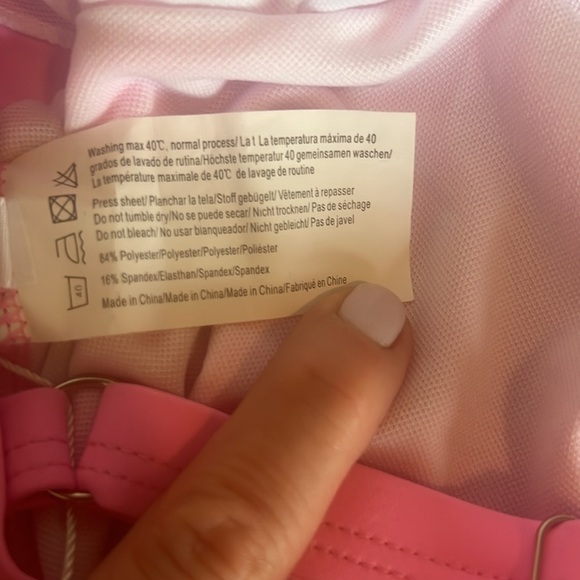 Washing max 40℃, normal process/ La t La temperatura máxima de 40
grados de lavado de rutina/Höchste temperatur 40 gemeinsamen waschen/
La température maximale de 40℃ de lavage de routine
Press sheet/ Planchar la tela/Stoff gebügelt/ Vêtement à repasser
Do not tumble dry/No se puede secar/ Nicht trocknen/ Pas de séchage
Do not bleach/ No usar blanqueador/ Nicht gebleicht/ Pas de javel
84% Polyester/Polyester/Polyester/Poliéster
16% Spandex/Elasthan/Spandex/Spandex
Made in China/Made in China/Made in China/Fabriqué en Chine
40